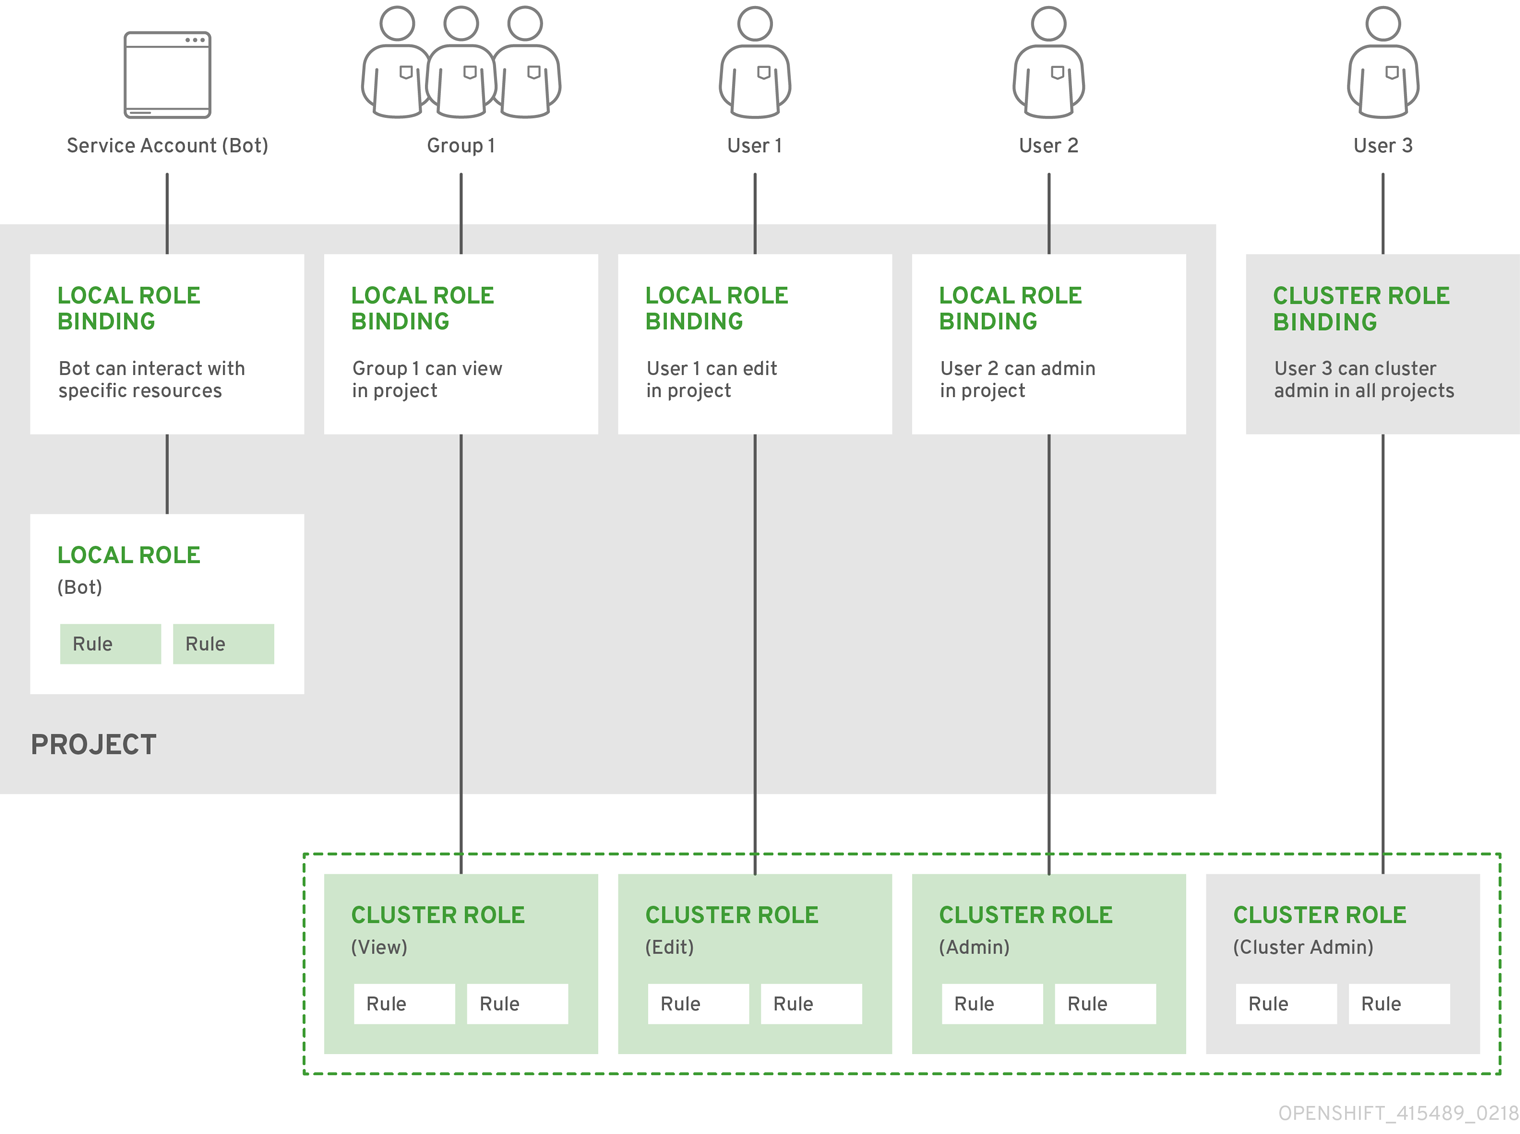 Service Account (Bot)
Group 1
User 1
User 2
User 3
LOCAL ROLE
BINDING
Bot can interact with
specific resources
LOCAL ROLE
BINDING
Group 1 can view
in project
LOCAL ROLE
BINDING
User 1 can edit
in project
LOCAL ROLE
BINDING
User 2 can admin
in project
CLUSTER ROLE
BINDING
User 3 can cluster
admin in all projects
LOCAL ROLE
(Bot)
Rule
Rule
PROJECT
CLUSTER ROLE
(View)
Rule
Rule
CLUSTER ROLE
(Edit)
Rule
Rule
CLUSTER ROLE
(Admin)
Rule
Rule
CLUSTER ROLE
(Cluster Admin)
Rule
Rule
OPENSHIFT_415489_0218